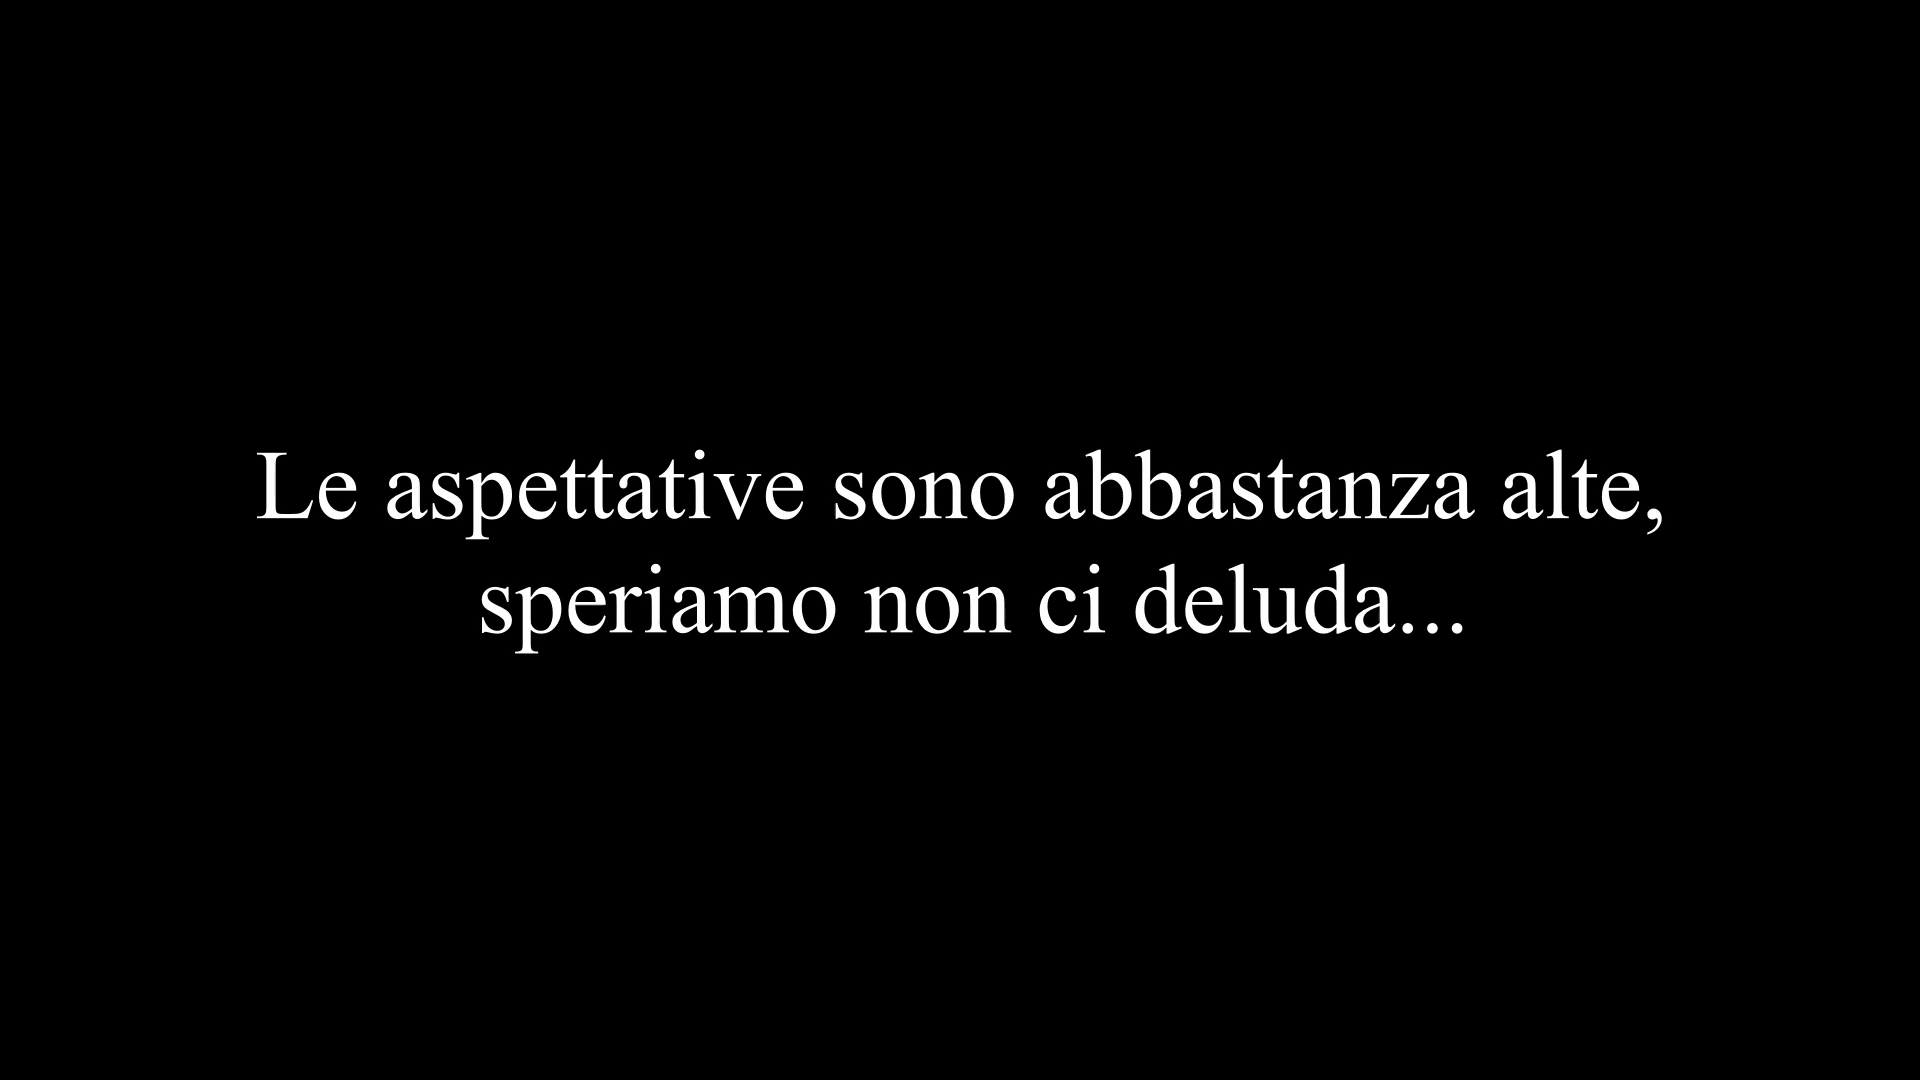 Le aspettative sono abbastanza alte,
speriamo non ci deluda...